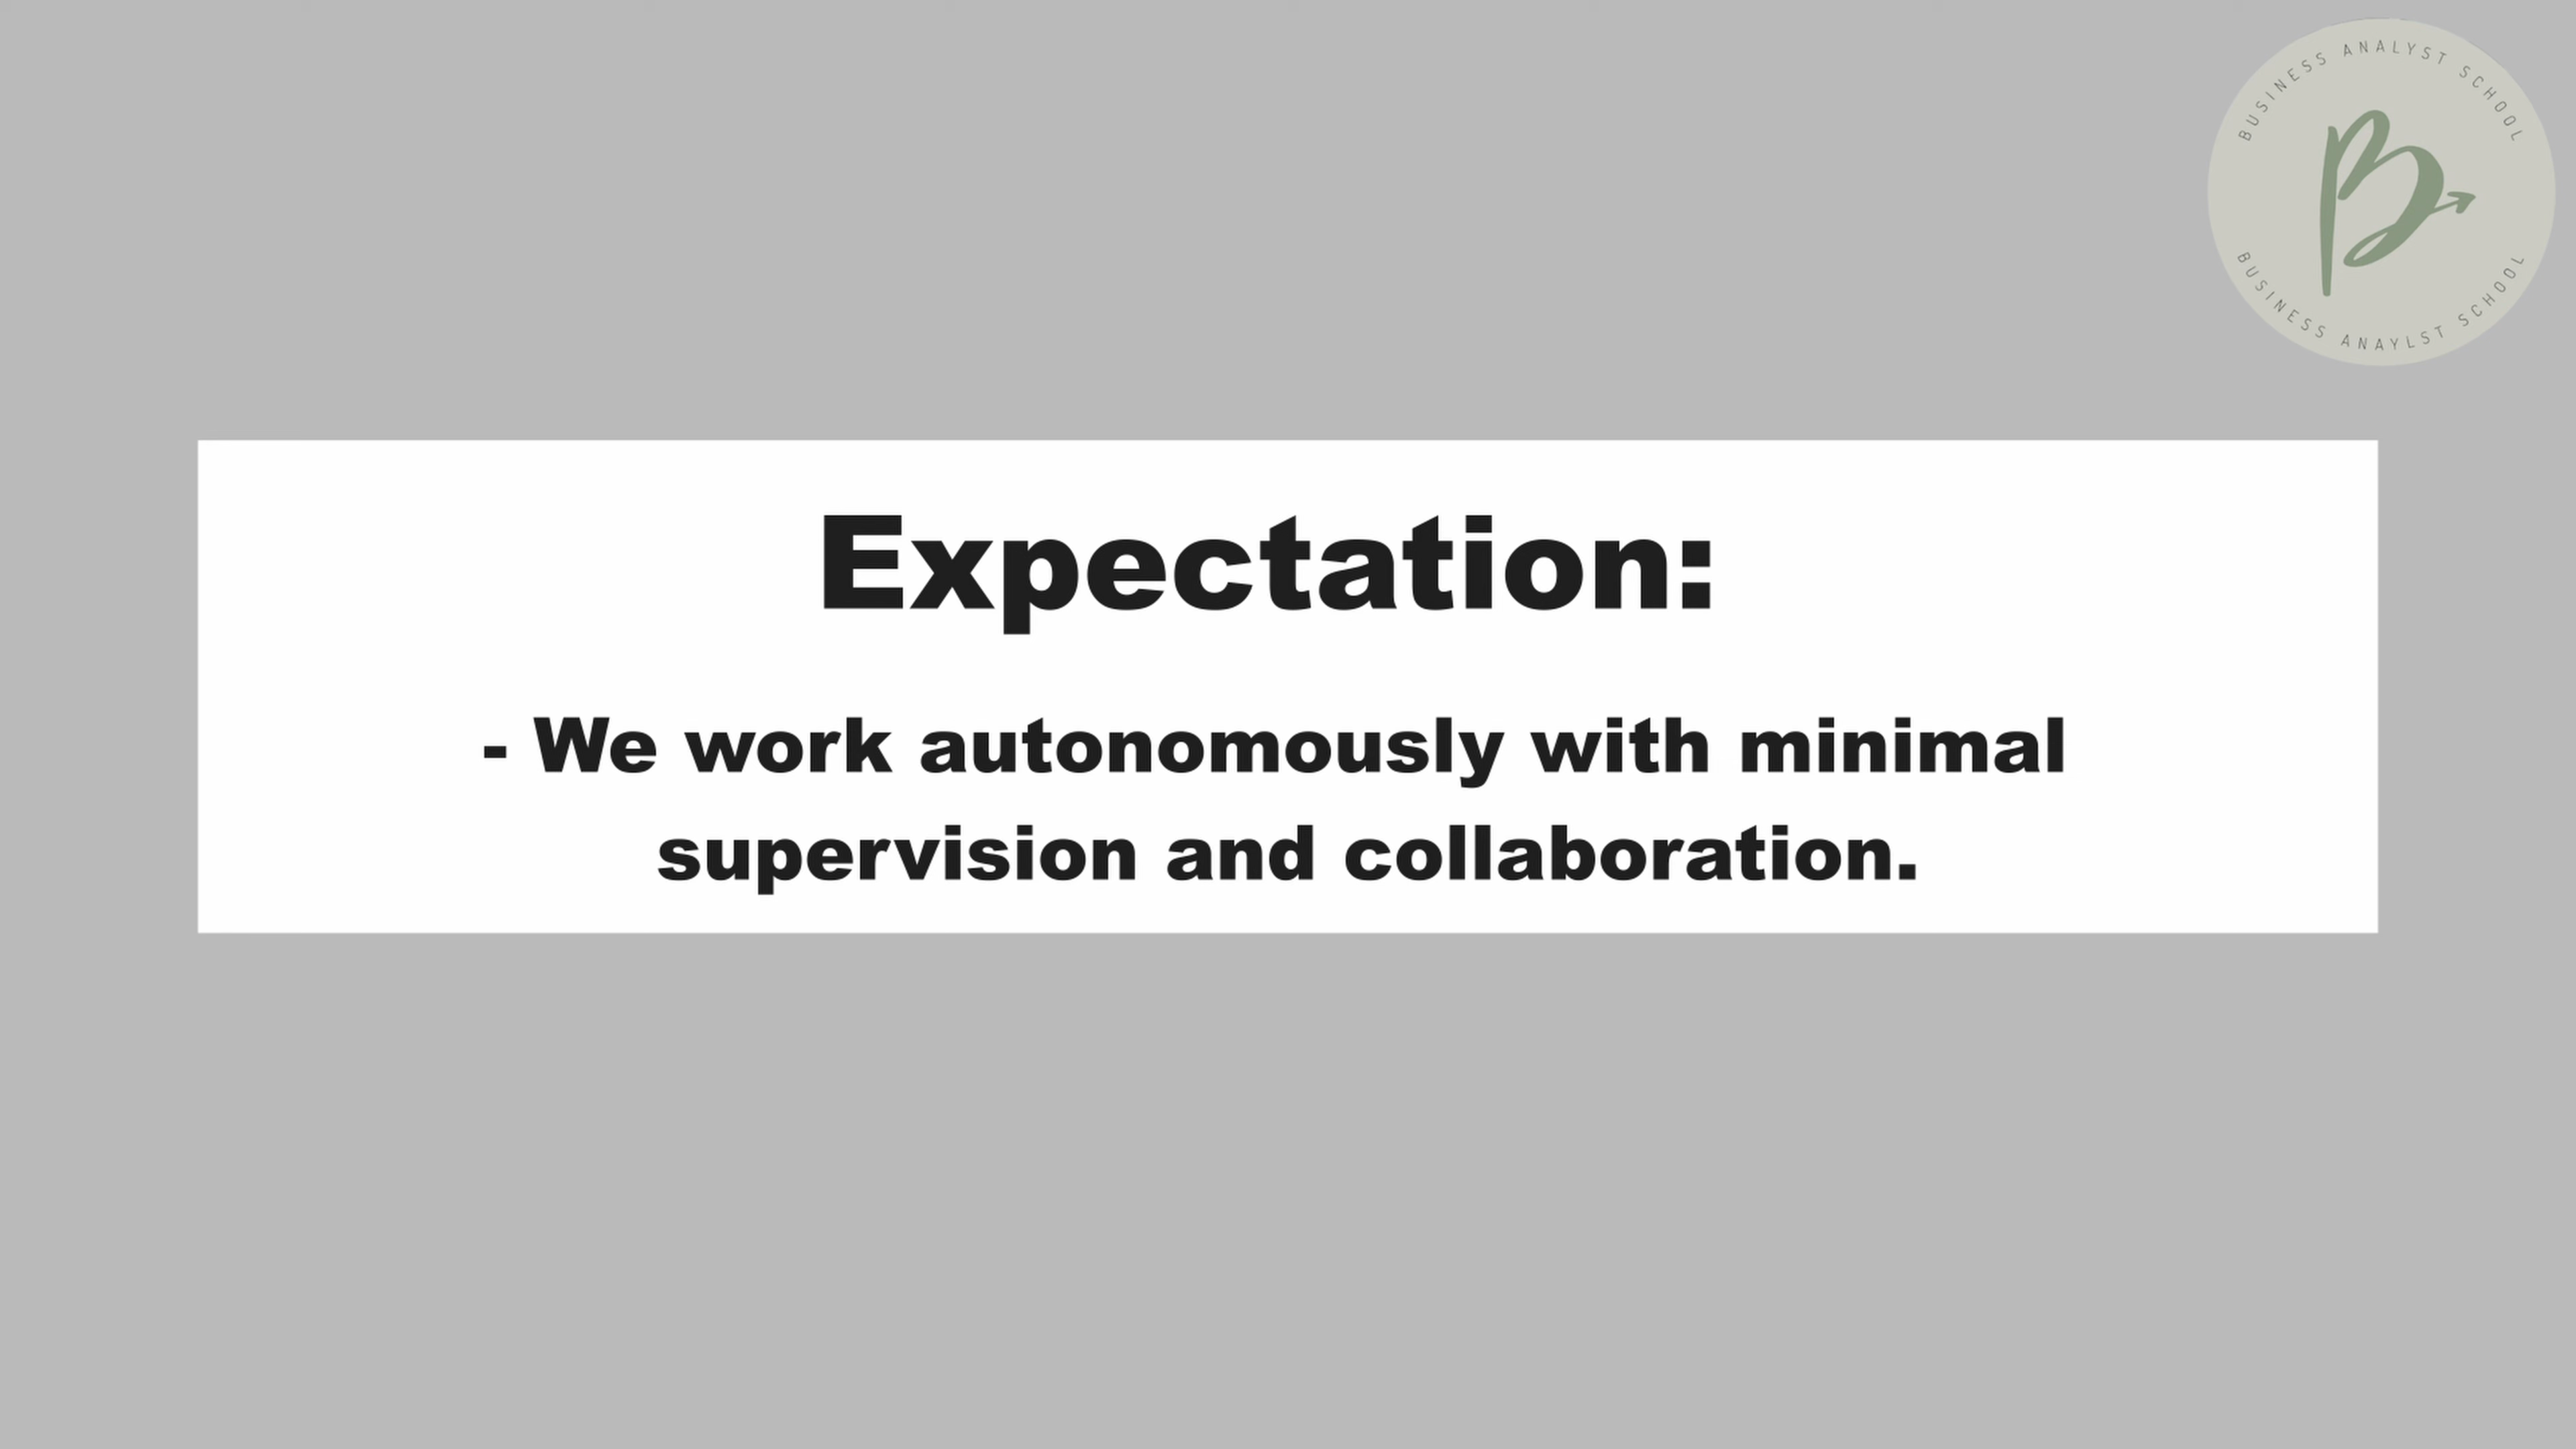 BUSINESS ANALYST SCHOOL
B
BUSINESS ANAYLST SCHOOL
Expectation:
- We work autonomously with minimal
supervision and collaboration.